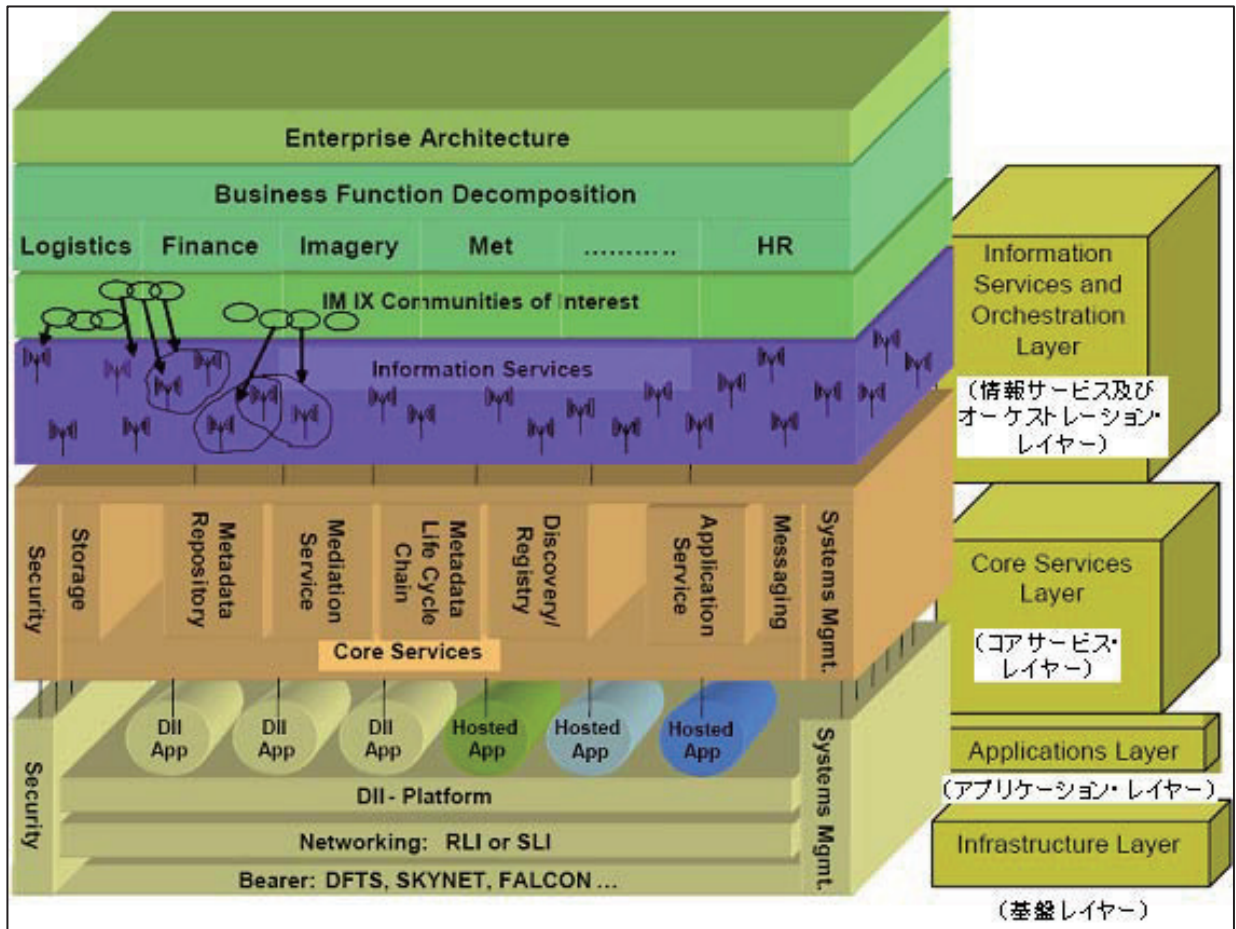 Enterprise Architecture
Business Function Decomposition
Logistics
Finance
Imagery
Met
...........
HR
IM IX Communities of Interest
Information Services
Security
Storage
Metadata
Repository
Mediation
Service
Metadata
Life Cycle
Chain
Discovery/
Registry
Application
Service
Messaging
Systems Mgmt.
Core Services
Security
DII
App
DII
App
DII
App
Hosted
App
Hosted
App
Hosted
App
Systems Mgmt.
DII - Platform
Networking: RLI or SLI
Bearer: DFTS, SKYNET, FALCON ...
Information
Services and
Orchestration
Layer
（情報サービス及び
オーケストレーション・
レイヤー）
Core Services
Layer
（コアサービス・
レイヤー）
Applications Layer
（アプリケーション・レイヤー）
Infrastructure Layer
（基盤レイヤー）